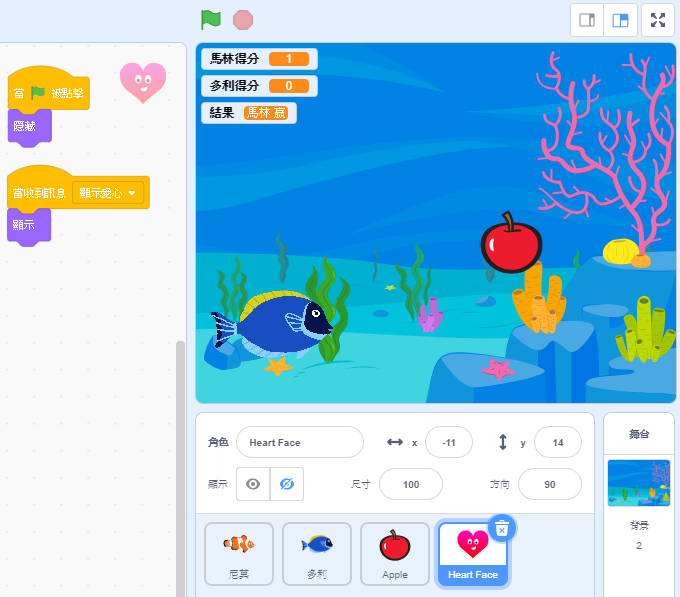 馬林得分 1
多利得分 0
結果 馬林 贏
當 被點擊
隱藏
當收到訊息 顯示愛心
顯示
角色 Heart Face x -11 y 14
顯示 尺寸 100 方向 90
尼莫
多利
Apple
Heart Face
舞台
背景
2